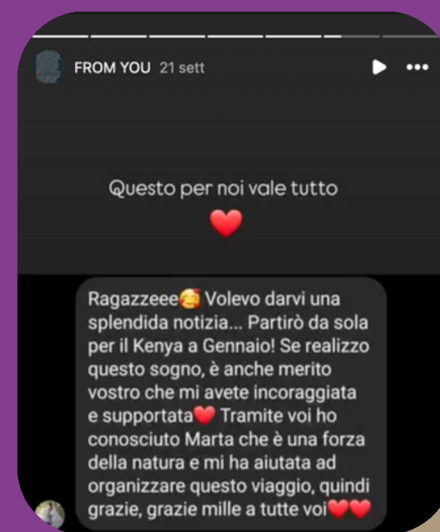 FROM YOU 21 sett
Questo per noi vale tutto
❤️
Ragazzeee🥰 Volevo darvi una
splendida notizia... Partirò da sola
per il Kenya a Gennaio! Se realizzo
questo sogno, è anche merito
vostro che mi avete incoraggiata
e supportata❤️ Tramite voi ho
conosciuto Marta che è una forza
della natura e mi ha aiutata ad
organizzare questo viaggio, quindi
grazie, grazie mille a tutte voi❤️❤️